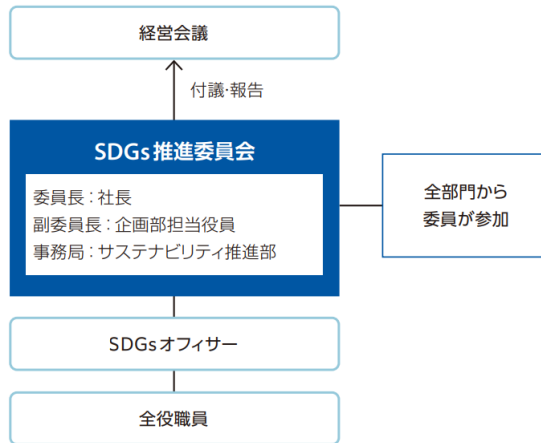 経営会議
付議・報告
SDGs推進委員会
委員長：社長
副委員長：企画部担当役員
事務局：サステナビリティ推進部
全部門から
委員が参加
SDGsオフィサー
全役職員